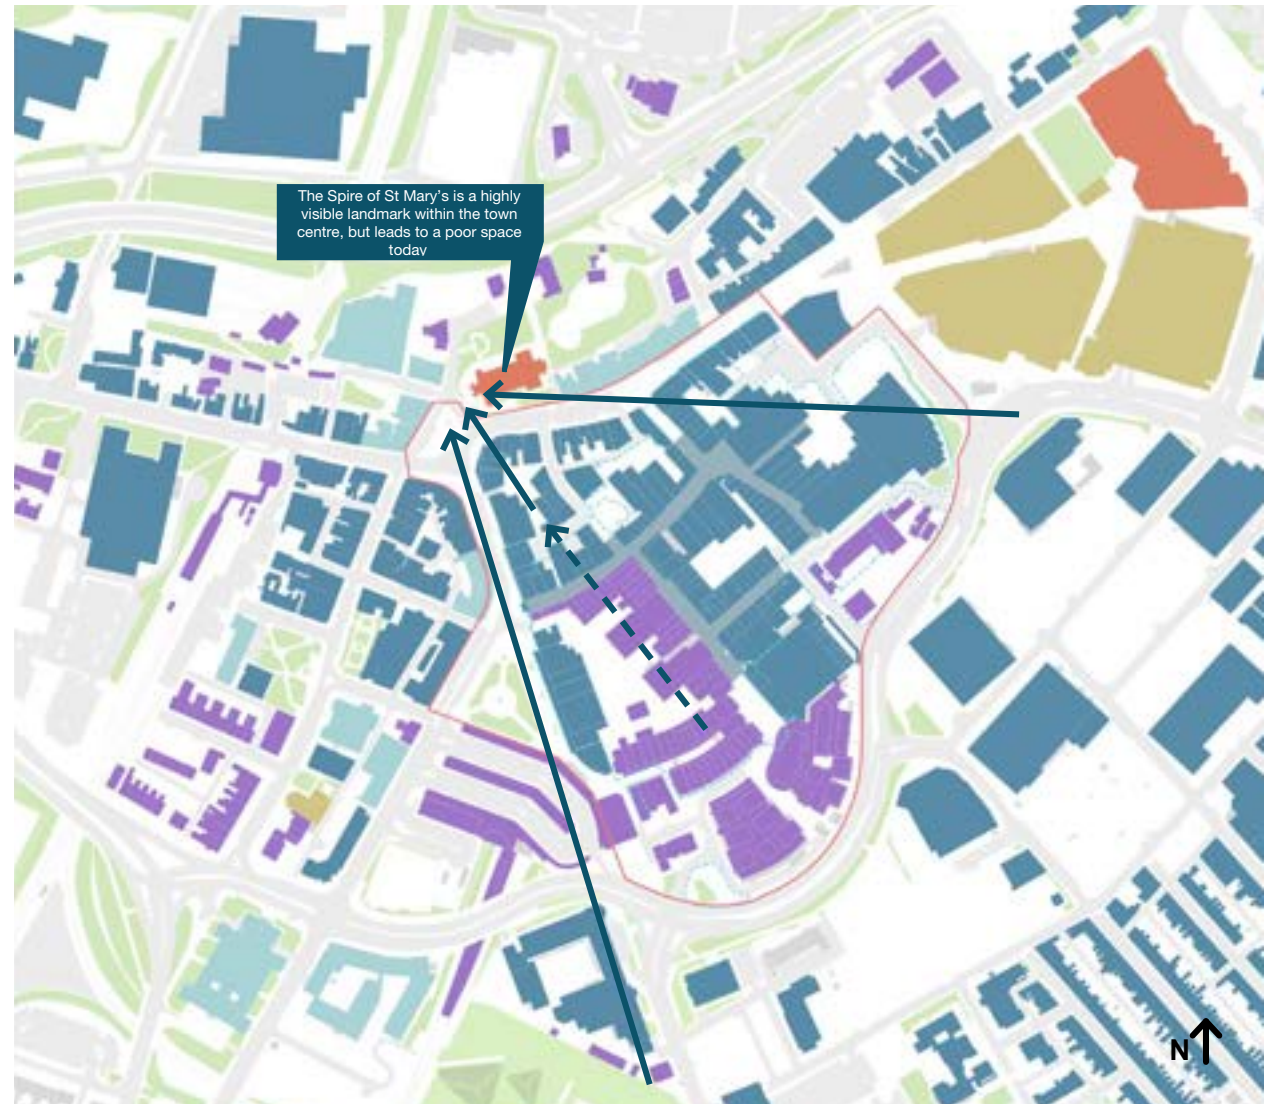 The Spire of St Mary's is a highly
visible landmark within the town
centre, but leads to a poor space
today
N